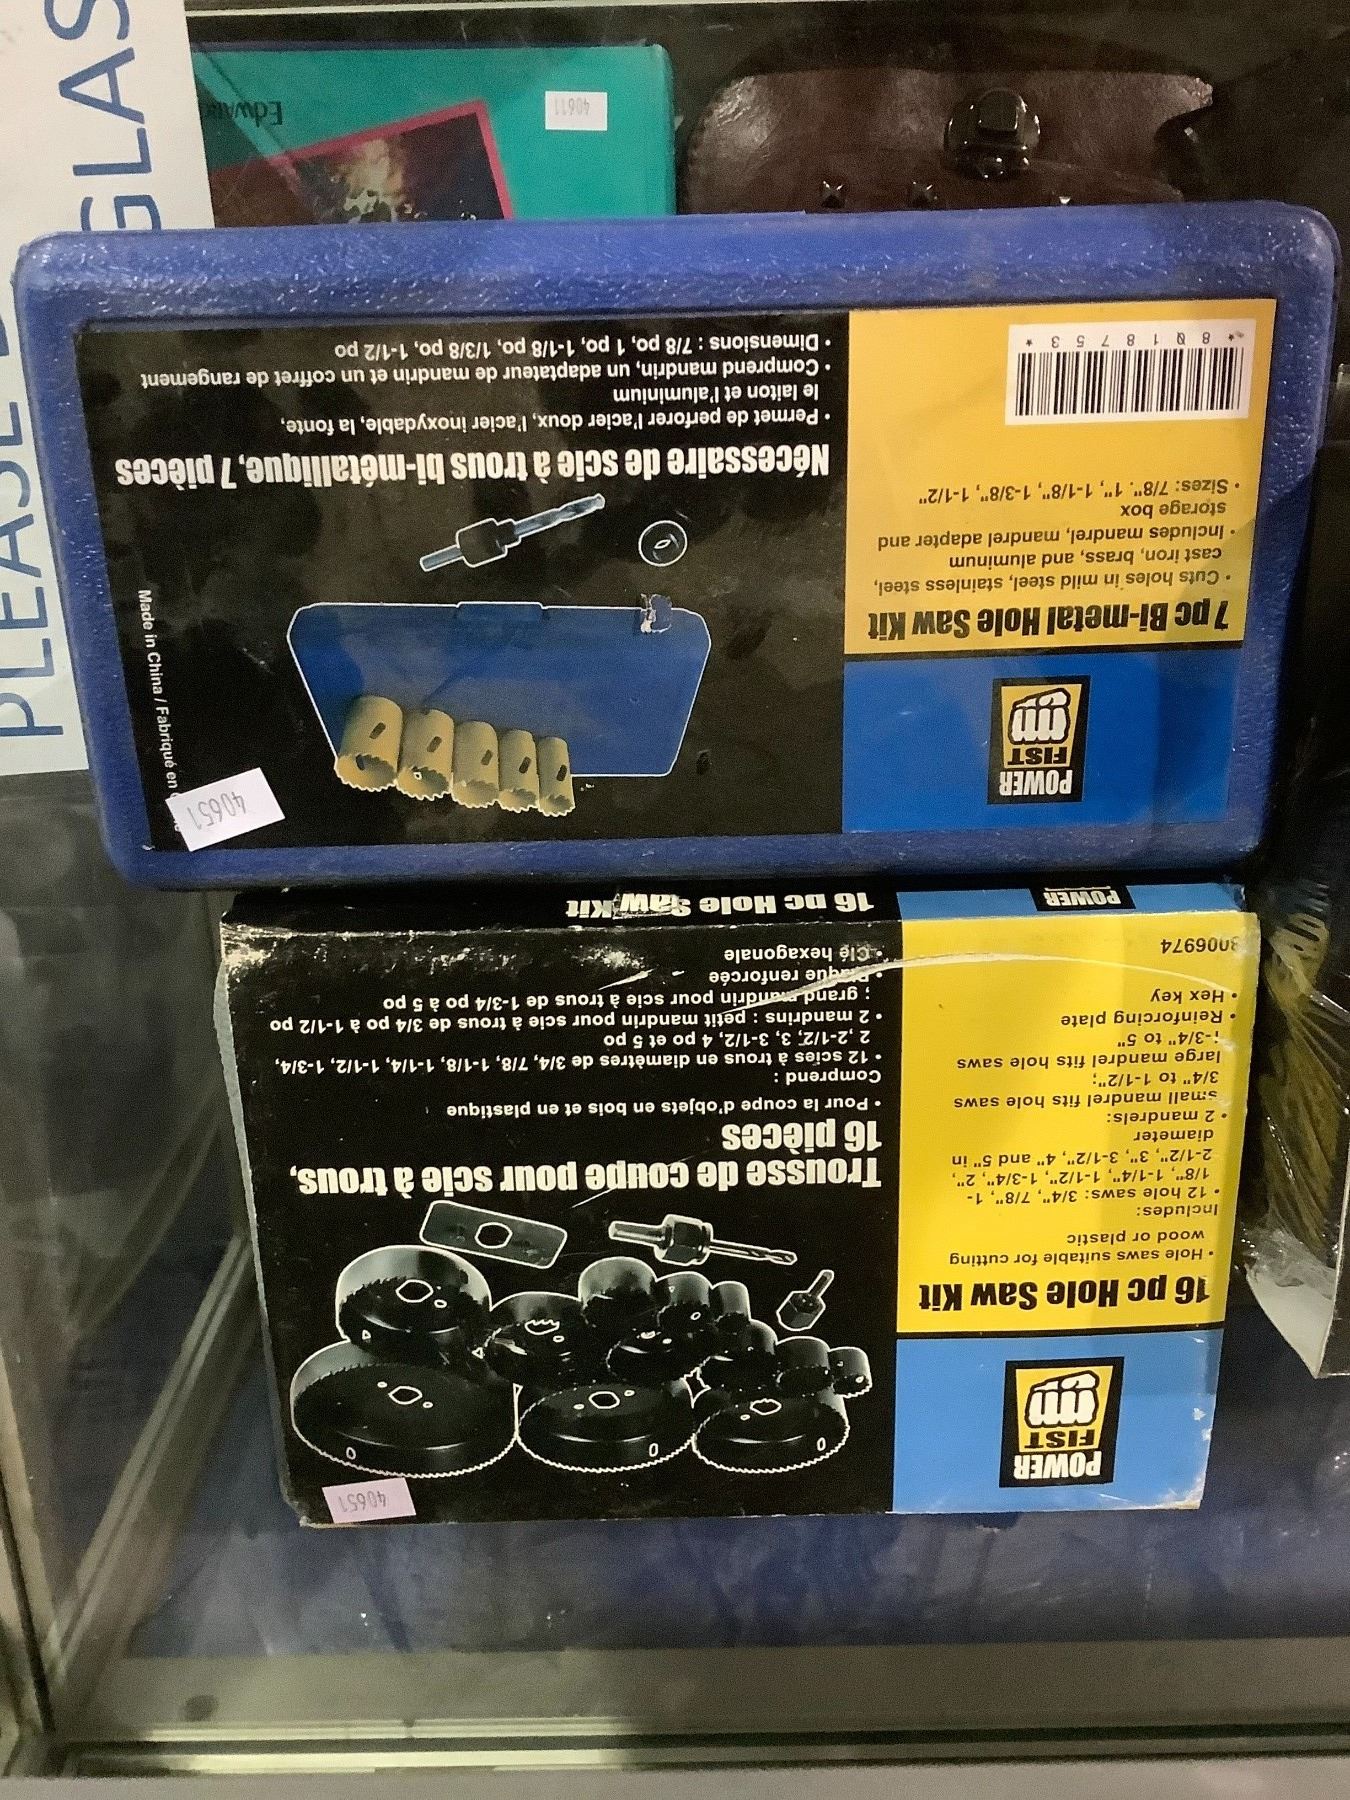 PLEASE
GLAS
40611
POWER
FIST
7 pc Bi-metal Hole Saw Kit
• Cuts holes in mild steel, stainless steel,
cast iron, brass, and aluminum
• Includes mandrel, mandrel adapter and
storage box
• Sizes: 7/8". 1", 1-1/8", 1-3/8", 1-1/2"
* 8 0 1 8 7 5 3 *
Nécessaire de scie à trous bi-métallique, 7 pièces
• Permet de perforer l'acier doux, l'acier inoxydable, la fonte,
le laiton et l'aluminium
• Comprend mandrin, un adaptateur de mandrin et un coffret de rangement
• Dimensions : 7/8 po, 1 po, 1-1/8 po, 1/3/8 po, 1-1/2 po
Made in China / Fabriqué en
40651
POWER
16 pc Hole Saw Kit
POWER
FIST
16 pc Hole Saw Kit
• Hole saws suitable for cutting
wood or plastic
Includes:
• 12 hole saws: 3/4", 7/8", 1-
1/8", 1-1/4", 1-1/2", 1-3/4", 2",
2-1/2", 3", 3-1/2", 4" and 5" in
diameter
• 2 mandrels:
small mandrel fits hole saws
3/4" to 1-1/2";
large mandrel fits hole saws
1-3/4" to 5"
• Reinforcing plate
• Hex key
3006974
Trousse de coupe pour scie à trous,
16 pièces
• Pour la coupe d'objets en bois et en plastique
Comprend :
• 12 scies à trous en diamètres de 3/4, 7/8, 1-1/8, 1-1/4, 1-1/2, 1-3/4,
2 ,2-1/2, 3, 3-1/2, 4 po et 5 po
• 2 mandrins : petit mandrin pour scie à trous de 3/4 po à 1-1/2 po
; grand mandrin pour scie à trous de 1-3/4 po à 5 po
• Plaque renforcée
• Clé hexagonale
40651